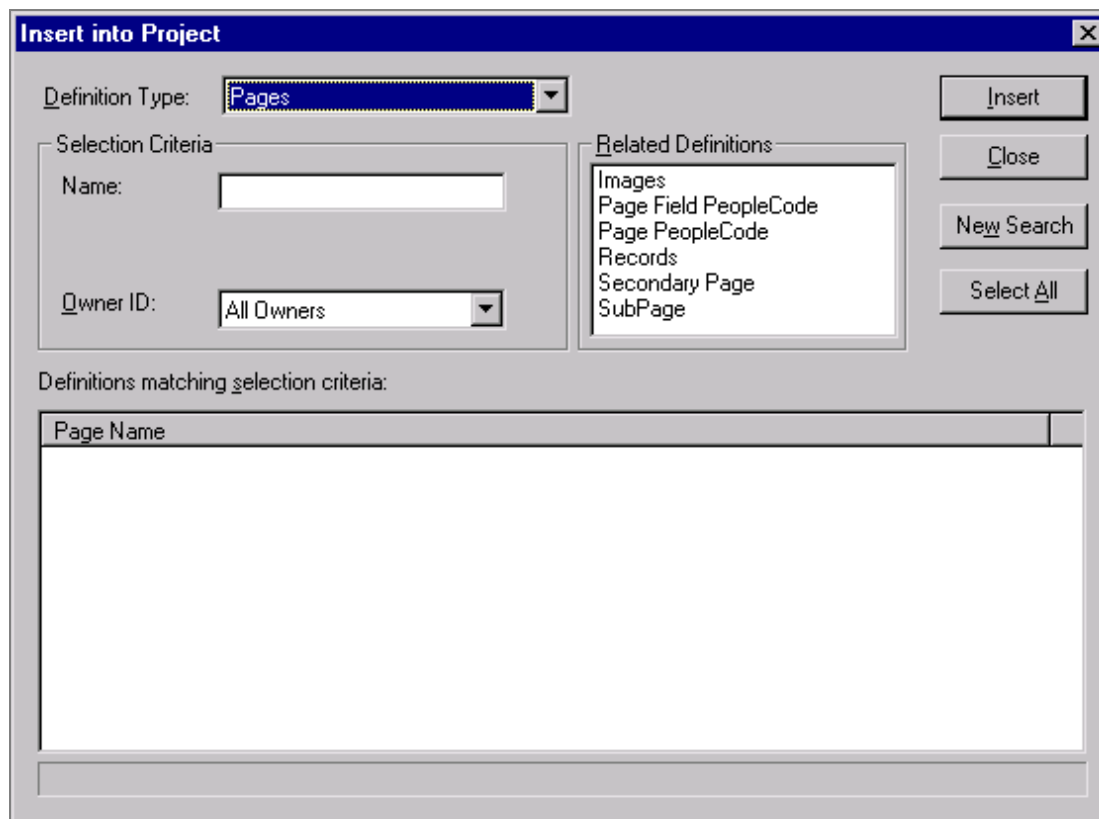 Insert into Project
Definition Type: Pages
Insert
Selection Criteria
Related Definitions
Close
Name:
Images
Page Field PeopleCode
Page PeopleCode
Records
Secondary Page
SubPage
New Search
Owner ID: All Owners
Select All
Definitions matching selection criteria:
Page Name